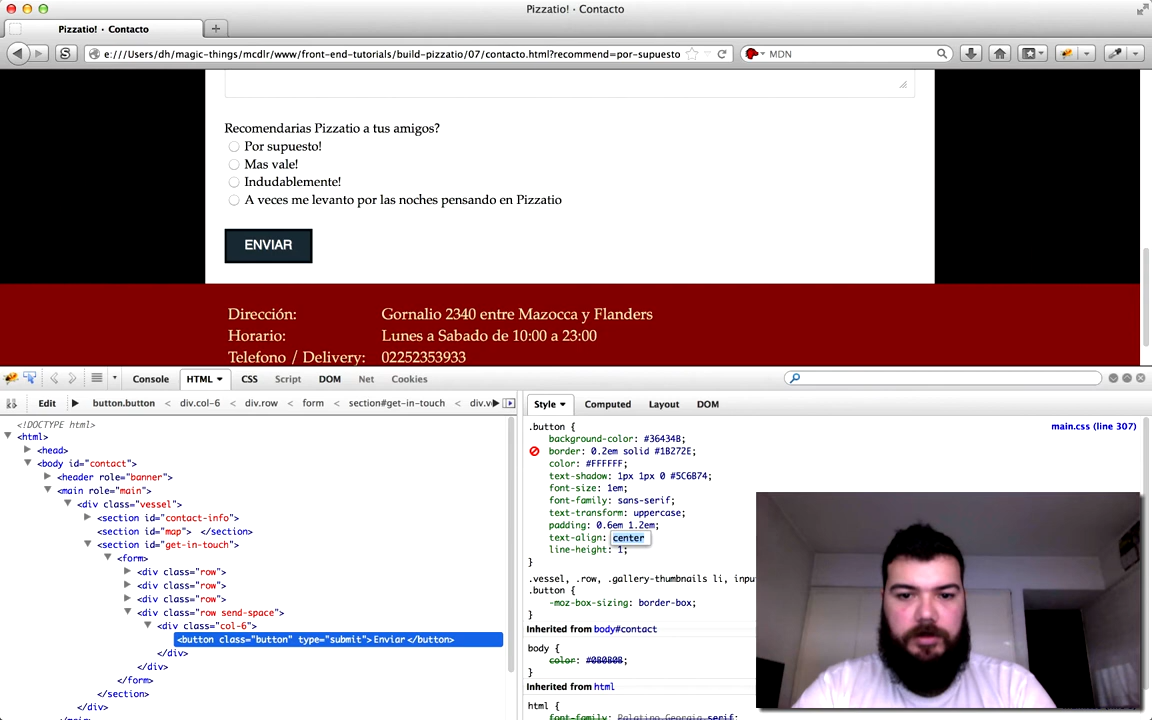 Pizzatio! · Contacto
Pizzatio! · Contacto
e:///Users/dh/magic-things/mcdlr/www/front-end-tutorials/build-pizzatio/07/contacto.html?recommend=por-supuesto
MDN
Recomendarias Pizzatio a tus amigos?
Por supuesto!
Mas vale!
Indudablemente!
A veces me levanto por las noches pensando en Pizzatio
ENVIAR
Dirección: Gornalio 2340 entre Mazocca y Flanders
Horario: Lunes a Sabado de 10:00 a 23:00
Telefono / Delivery: 02252353933
Console HTML CSS Script DOM Net Cookies
Edit button.button < div.col-6 < div.row < form < section#get-in-touch < div.v
Style Computed Layout DOM
<!DOCTYPE html>
<html>
<head>
<body id="contact">
<header role="banner">
<main role="main">
<div class="vessel">
<section id="contact-info">
<section id="map"> </section>
<section id="get-in-touch">
<form>
<div class="row">
<div class="row">
<div class="row">
<div class="row send-space">
<div class="col-6">
<button class="button" type="submit">Enviar</button>
</div>
</div>
</form>
</section>
</div>
.button { main.css (line 307)
background-color: #36434B;
border: 0.2em solid #1B272E;
color: #FFFFFF;
text-shadow: 1px 1px 0 #5C6B74;
font-size: 1em;
font-family: sans-serif;
text-transform: uppercase;
padding: 0.6em 1.2em;
text-align: center
line-height: 1;
}
.vessel, .row, .gallery-thumbnails li, inpu
.button {
-moz-box-sizing: border-box;
}
Inherited from body#contact
body {
color: #0B0B0B;
}
Inherited from html
html {
font-family: Palatino,Georgia,serif;